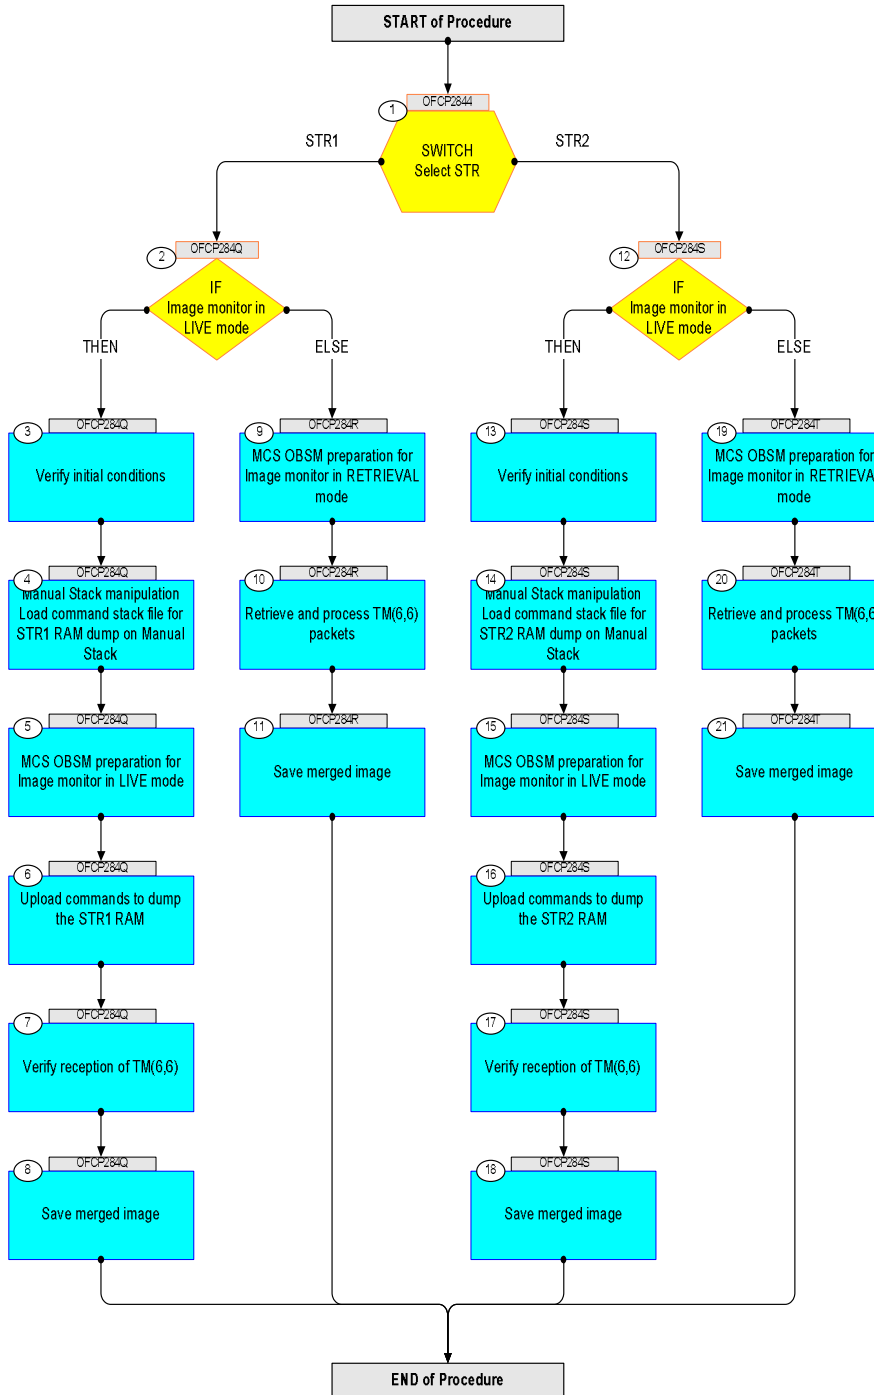 START of Procedure
OFCP2844
1
SWITCH
Select STR
STR1
STR2
OFCP284Q
2
IF
Image monitor in
LIVE mode
THEN
ELSE
OFCP284S
12
IF
Image monitor in
LIVE mode
THEN
ELSE
OFCP284Q
3
Verify initial conditions
OFCP284R
9
MCS OBSM preparation for
Image monitor in RETRIEVAL
mode
OFCP284S
13
Verify initial conditions
OFCP284T
19
MCS OBSM preparation for
Image monitor in RETRIEVA
mode
OFCP284Q
4
Manual Stack manipulation
Load command stack file for
STR1 RAM dump on Manual
Stack
OFCP284R
10
Retrieve and process TM(6,6)
packets
OFCP284S
14
Manual Stack manipulation
Load command stack file for
STR2 RAM dump on Manual
Stack
OFCP284T
20
Retrieve and process TM(6,6
packets
OFCP284Q
5
MCS OBSM preparation for
Image monitor in LIVE mode
OFCP284R
11
Save merged image
OFCP284S
15
MCS OBSM preparation for
Image monitor in LIVE mode
OFCP284T
21
Save merged image
OFCP284Q
6
Upload commands to dump
the STR1 RAM
OFCP284S
16
Upload commands to dump
the STR2 RAM
OFCP284Q
7
Verify reception of TM(6,6)
OFCP284S
17
Verify reception of TM(6,6)
OFCP284Q
8
Save merged image
OFCP284S
18
Save merged image
END of Procedure